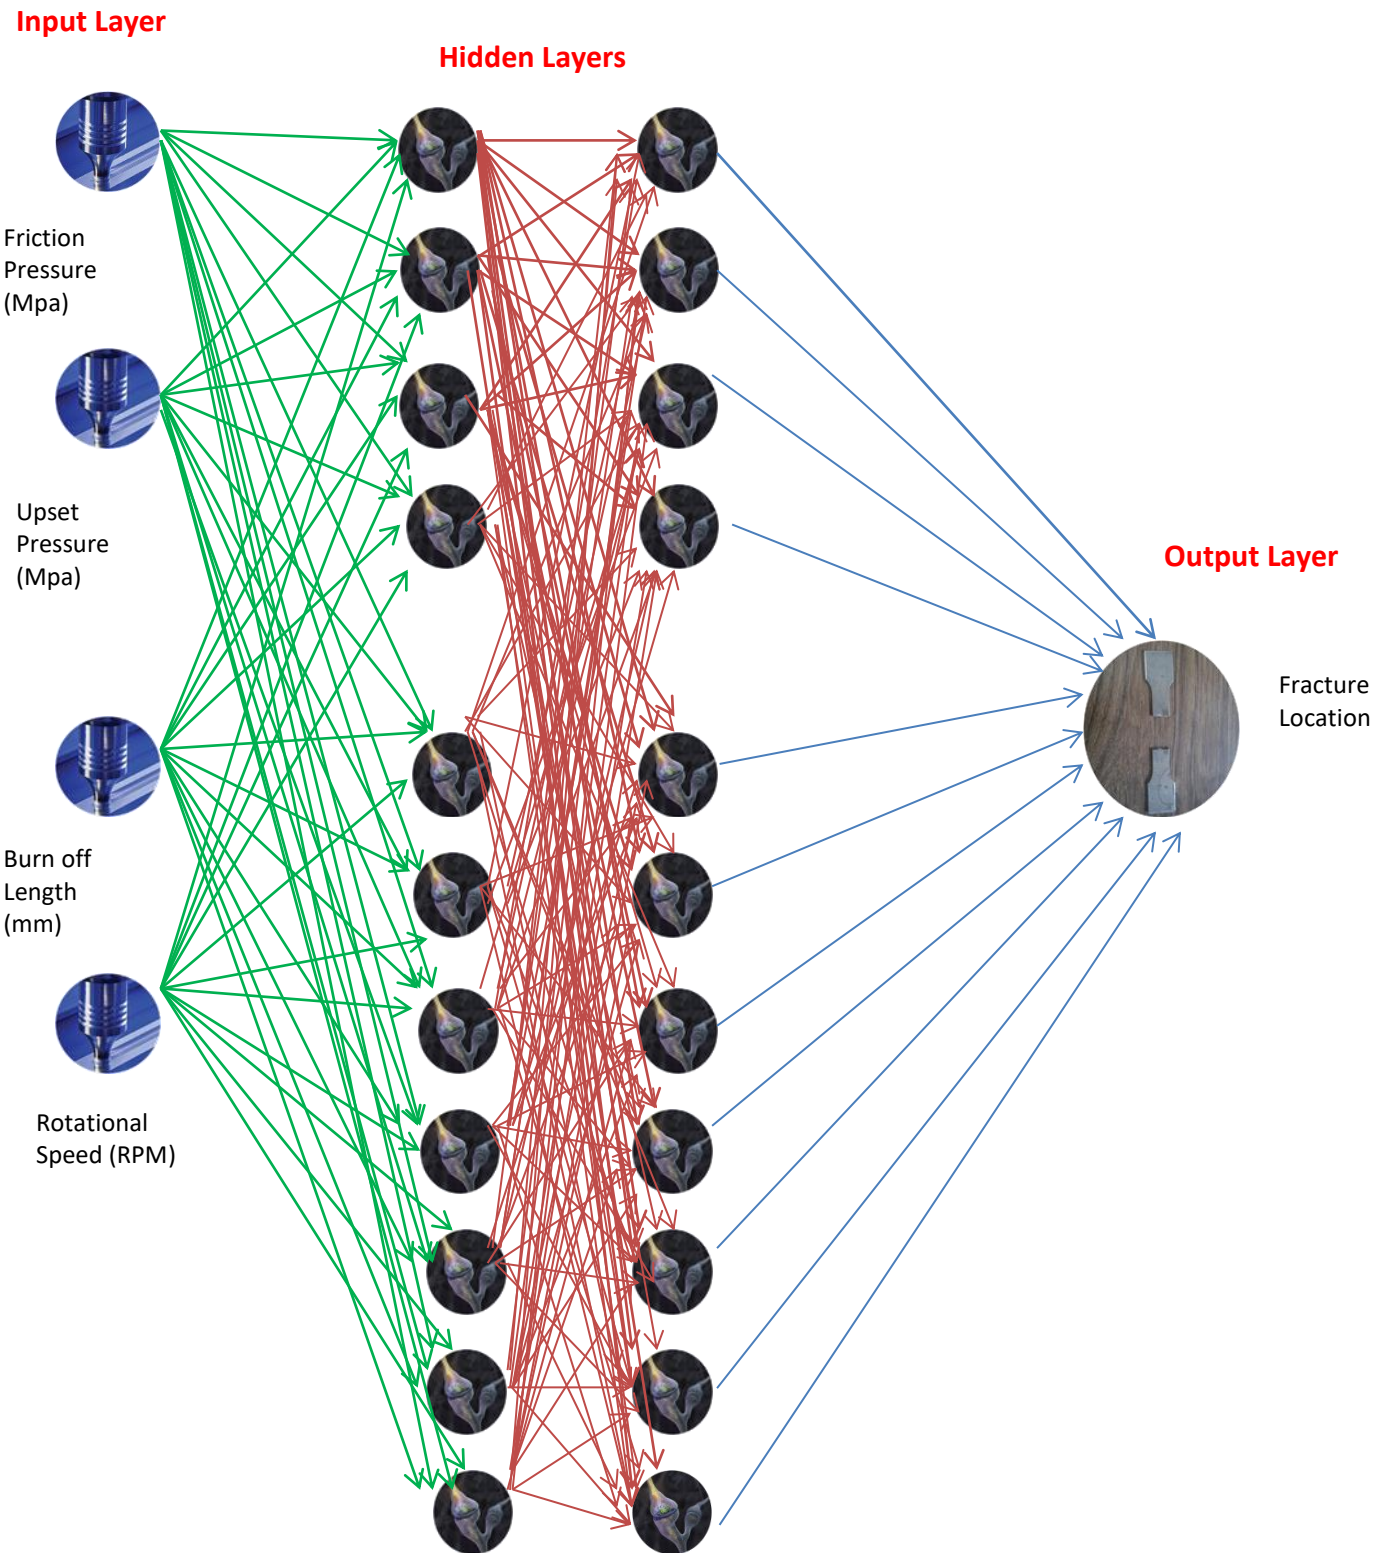 Input Layer
Hidden Layers
Friction
Pressure
(Mpa)
Upset
Pressure
(Mpa)
Output Layer
Fracture
Location
Burn off
Length
(mm)
Rotational
Speed (RPM)